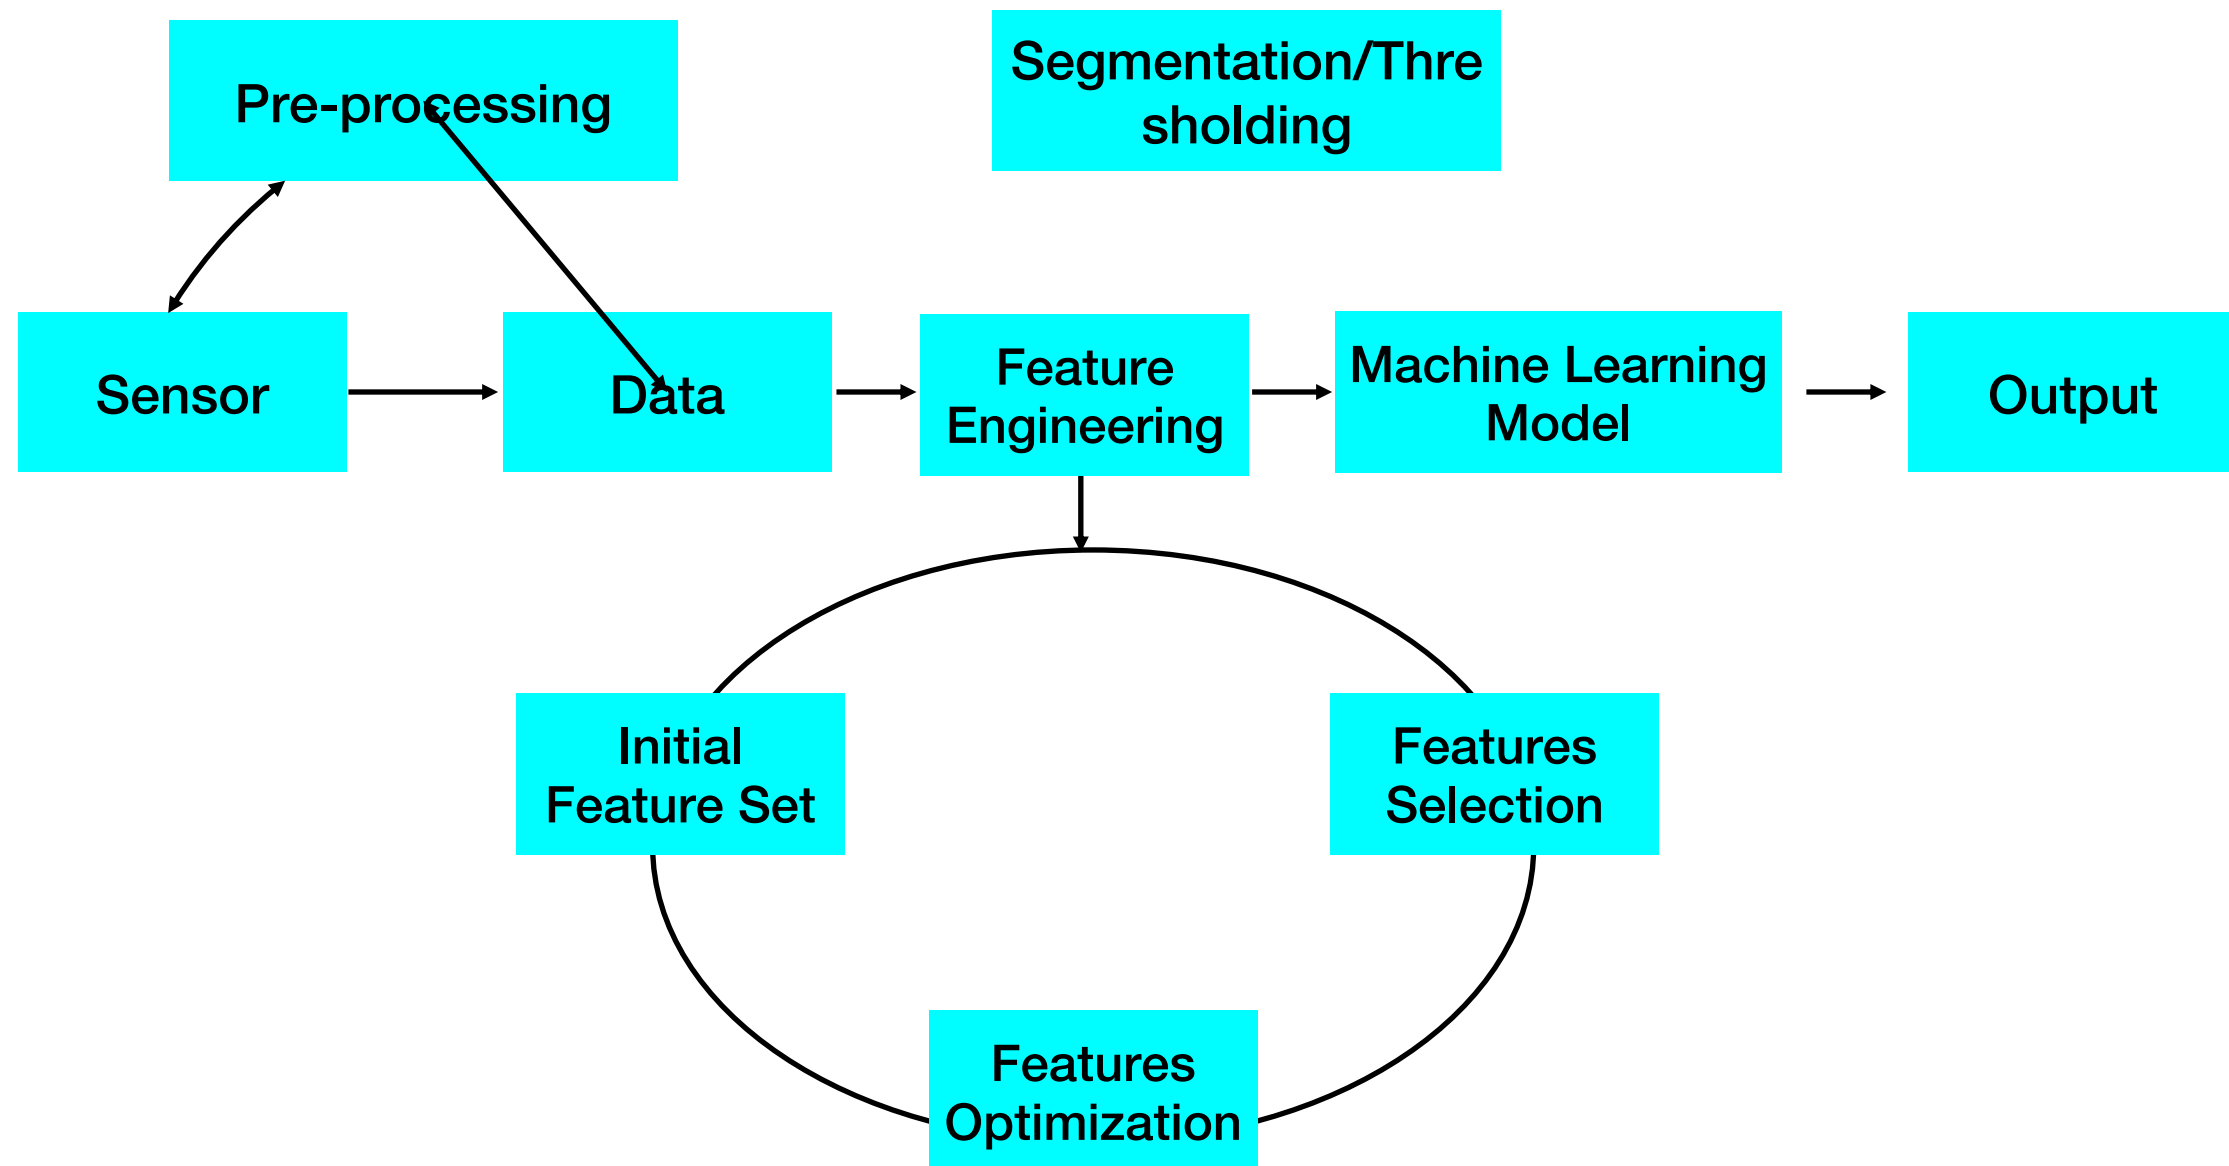 Pre-processing
Segmentation/Thre
sholding
Sensor
Data
Feature
Engineering
Machine Learning
Model
Output
Initial
Feature Set
Features
Selection
Features
Optimization